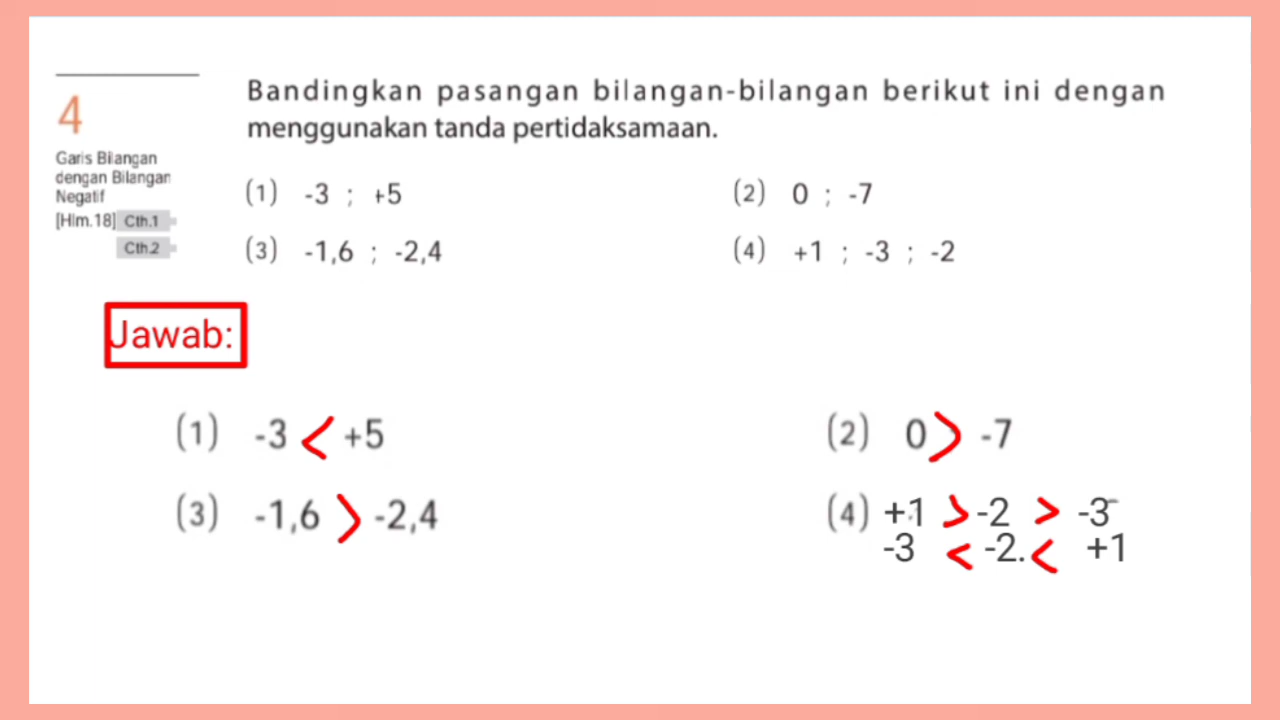 4
Garis Bilangan
dengan Bilangan
Negatif
[Hlm.18] Cth.1
Cth.2
Bandingkan pasangan bilangan-bilangan berikut ini dengan
menggunakan tanda pertidaksamaan.
(1) -3 ; +5
(2) 0 ; -7
(3) -1,6 ; -2,4
(4) +1 ; -3 ; -2
Jawab:
(1) -3 < +5
(2) 0 > -7
(3) -1,6 > -2,4
(4) +1 > -2 > -3
-3 < -2. < +1